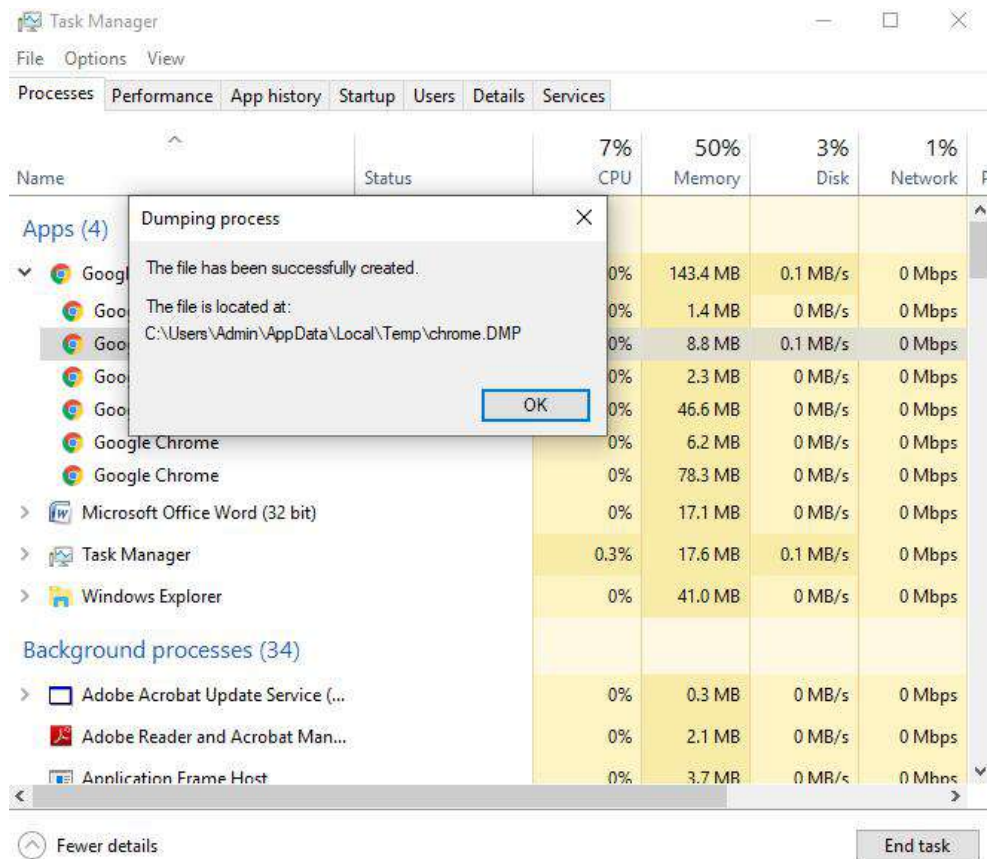 Task Manager
File Options View
Processes Performance App history Startup Users Details Services
7% 50% 3% 1%
Name Status CPU Memory Disk Network
Apps (4)
Dumping process
The file has been successfully created.
The file is located at:
C:\Users\Admin\AppData\Local\Temp\chrome.DMP
OK
Googl 0% 143.4 MB 0.1 MB/s 0 Mbps
Goo 0% 1.4 MB 0 MB/s 0 Mbps
Goo 0% 8.8 MB 0.1 MB/s 0 Mbps
Goo 0% 2.3 MB 0 MB/s 0 Mbps
Goo 0% 46.6 MB 0 MB/s 0 Mbps
Google Chrome 0% 6.2 MB 0 MB/s 0 Mbps
Google Chrome 0% 78.3 MB 0 MB/s 0 Mbps
Microsoft Office Word (32 bit) 0% 17.1 MB 0 MB/s 0 Mbps
Task Manager 0.3% 17.6 MB 0.1 MB/s 0 Mbps
Windows Explorer 0% 41.0 MB 0 MB/s 0 Mbps
Background processes (34)
Adobe Acrobat Update Service (... 0% 0.3 MB 0 MB/s 0 Mbps
Adobe Reader and Acrobat Man... 0% 2.1 MB 0 MB/s 0 Mbps
Application Frame Host 0% 3.7 MB 0 MB/s 0 Mbps
Fewer details End task